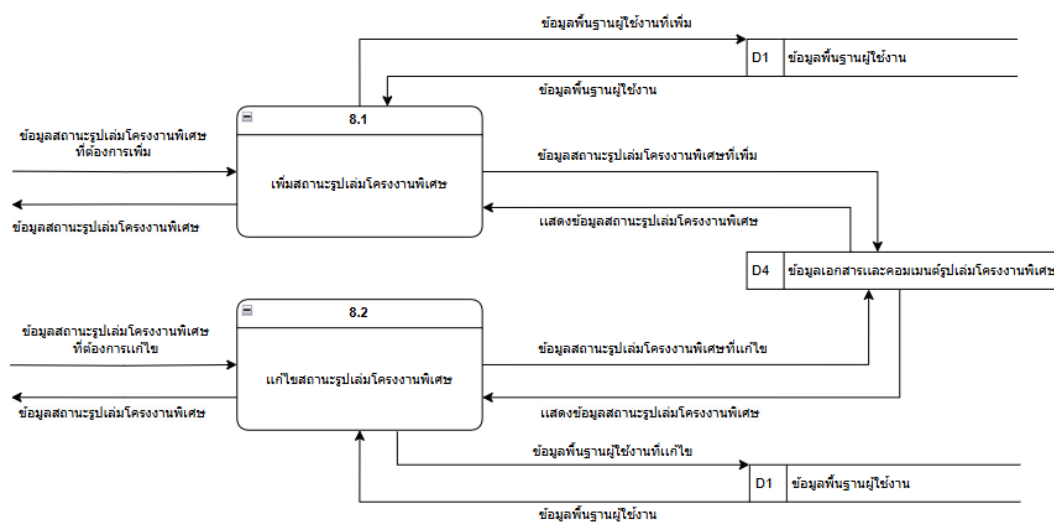 ข้อมูลพื้นฐานผู้ใช้งานที่เพิ่ม
D1 ข้อมูลพื้นฐานผู้ใช้งาน
ข้อมูลพื้นฐานผู้ใช้งาน
8.1
ข้อมูลสถานะรูปเล่มโครงงานพิเศษ
ที่ต้องการเพิ่ม
ข้อมูลสถานะรูปเล่มโครงงานพิเศษที่เพิ่ม
เพิ่มสถานะรูปเล่มโครงงานพิเศษ
ข้อมูลสถานะรูปเล่มโครงงานพิเศษ
แสดงข้อมูลสถานะรูปเล่มโครงงานพิเศษ
D4 ข้อมูลเอกสารและคอมเมนต์รูปเล่มโครงงานพิเศษ
8.2
ข้อมูลสถานะรูปเล่มโครงงานพิเศษ
ที่ต้องการแก้ไข
ข้อมูลสถานะรูปเล่มโครงงานพิเศษที่แก้ไข
แก้ไขสถานะรูปเล่มโครงงานพิเศษ
ข้อมูลสถานะรูปเล่มโครงงานพิเศษ
แสดงข้อมูลสถานะรูปเล่มโครงงานพิเศษ
ข้อมูลพื้นฐานผู้ใช้งานที่แก้ไข
D1 ข้อมูลพื้นฐานผู้ใช้งาน
ข้อมูลพื้นฐานผู้ใช้งาน